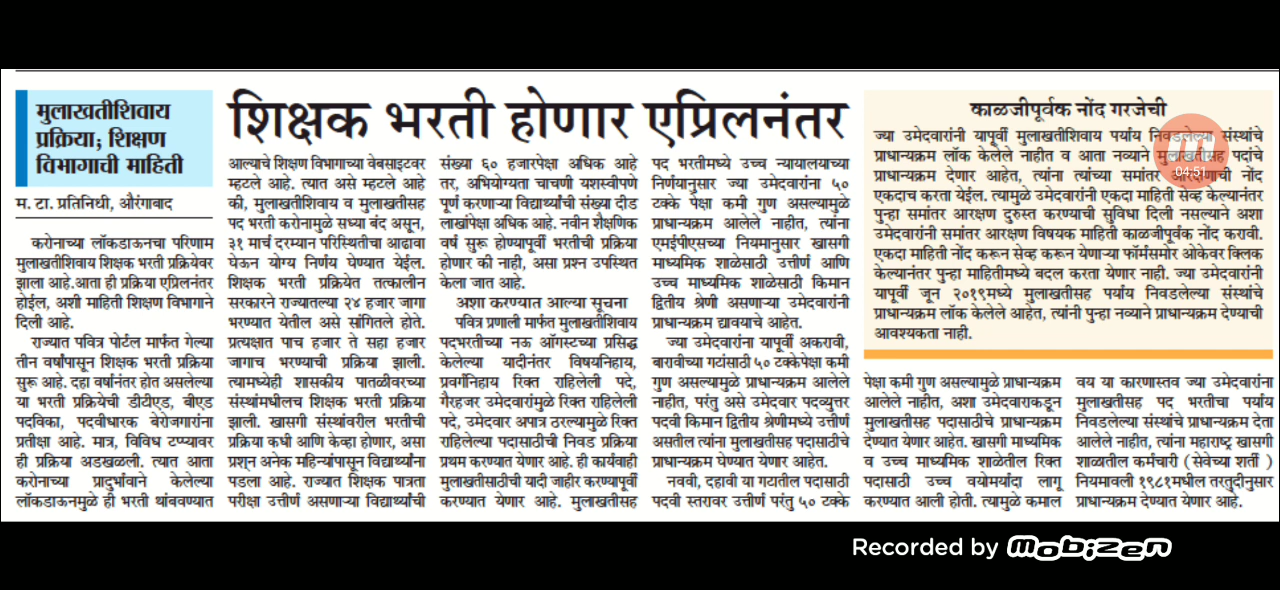 मुलाखतीशिवाय
प्रक्रिया; शिक्षण
विभागाची माहिती
म. टा. प्रतिनिधी, औरंगाबाद
शिक्षक भरती होणार एप्रिलनंतर
करोनाच्या लॉकडाऊनचा परिणाम
मुलाखतीशिवाय शिक्षक भरती प्रक्रियेवर
झाला आहे.आता ही प्रक्रिया एप्रिलनंतर
होईल, अशी माहिती शिक्षण विभागाने
दिली आहे.
राज्यात पवित्र पोर्टल मार्फत गेल्या
तीन वर्षांपासून शिक्षक भरती प्रक्रिया
सुरू आहे. दहा वर्षानंतर होत असलेल्या
या भरती प्रक्रियेची डीटीएड, बीएड
पदविका, पदवीधारक बेरोजगारांना
प्रतीक्षा आहे. मात्र, विविध टप्प्यावर
ही प्रक्रिया अडखळली. त्यात आता
करोनाच्या प्रादुर्भावाने केलेल्या
लॉकडाऊनमुळे ही भरती थांबवण्यात
आल्याचे शिक्षण विभागाच्या वेबसाइटवर
म्हटले आहे. त्यात असे म्हटले आहे
की, मुलाखतीशिवाय व मुलाखतीसह
पद भरती करोनामुळे सध्या बंद असून,
३१ मार्च दरम्यान परिस्थितीचा आढावा
घेऊन योग्य निर्णय घेण्यात येईल.
शिक्षक भरती प्रक्रियेत तत्कालीन
सरकारने राज्यातल्या २४ हजार जागा
भरण्यात येतील असे सांगितले होते.
प्रत्यक्षात पाच हजार ते सहा हजार
जागाच भरण्याची प्रक्रिया झाली.
त्यामध्येही शासकीय पातळीवरच्या
संस्थांमधीलच शिक्षक भरती प्रक्रिया
झाली. खासगी संस्थांवरील भरतीची
प्रक्रिया कधी आणि केव्हा होणार, असा
प्रश्न अनेक महिन्यांपासून विद्यार्थ्यांना
पडला आहे. राज्यात शिक्षक पात्रता
परीक्षा उत्तीर्ण असणाऱ्या विद्यार्थ्यांची
संख्या ६० हजारपेक्षा अधिक आहे
तर, अभियोग्यता चाचणी यशस्वीपणे
पूर्ण करणाऱ्या विद्यार्थ्यांची संख्या दीड
लाखांपेक्षा अधिक आहे. नवीन शैक्षणिक
वर्ष सुरू होण्यापूर्वी भरतीची प्रक्रिया
होणार की नाही, असा प्रश्न उपस्थित
केला जात आहे.
अशा करण्यात आल्या सूचना
पवित्र प्रणाली मार्फत मुलाखतीशिवाय
पदभरतीच्या नऊ ऑगस्टच्या प्रसिद्ध
केलेल्या यादीनंतर विषयनिहाय,
प्रवर्गनिहाय रिक्त राहिलेली पदे,
गैरहजर उमेदवारांमुळे रिक्त राहिलेली
पदे, उमेदवार अपात्र ठरल्यामुळे रिक्त
राहिलेल्या पदासाठीची निवड प्रक्रिया
प्रथम करण्यात येणार आहे. ही कार्यवाही
मुलाखतीसाठीची यादी जाहीर करण्यापूर्वी
करण्यात येणार आहे. मुलाखतीसह
पद भरतीमध्ये उच्च न्यायालयाच्या
निर्णयानुसार ज्या उमेदवारांना ५०
टक्के पेक्षा कमी गुण असल्यामुळे
प्राधान्यक्रम आलेले नाहीत, त्यांना
एमईपीएसच्या नियमानुसार खासगी
माध्यमिक शाळेसाठी उत्तीर्ण आणि
उच्च माध्यमिक शाळेसाठी किमान
द्वितीय श्रेणी असणाऱ्या उमेदवारांनी
प्राधान्यक्रम द्यावयाचे आहेत.
ज्या उमेदवारांना यापूर्वी अकरावी,
बारावीच्या गटांसाठी ५० टक्केपेक्षा कमी
गुण असल्यामुळे प्राधान्यक्रम आलेले
नाहीत, परंतु असे उमेदवार पदव्युत्तर
पदवी किमान द्वितीय श्रेणीमध्ये उत्तीर्ण
असतील त्यांना मुलाखतीसह पदासाठीचे
प्राधान्यक्रम घेण्यात येणार आहेत.
नववी, दहावी या गटातील पदासाठी
पदवी स्तरावर उत्तीर्ण परंतु ५० टक्के
काळजीपूर्वक नोंद गरजेची
ज्या उमेदवारांनी यापूर्वी मुलाखतीशिवाय पर्याय निवडलेल्या संस्थांचे
प्राधान्यक्रम लॉक केलेले नाहीत व आता नव्याने मुलाखतीसह पदांचे
प्राधान्यक्रम देणार आहेत, त्यांना त्यांच्या समांतर आरक्षणाची नोंद
एकदाच करता येईल. त्यामुळे उमेदवारांनी एकदा माहिती सेव्ह केल्यानंतर
पुन्हा समांतर आरक्षण दुरुस्त करण्याची सुविधा दिली नसल्याने अशा
उमेदवारांनी समांतर आरक्षण विषयक माहिती काळजीपूर्वक नोंद करावी.
एकदा माहिती नोंद करून सेव्ह करून येणाऱ्या फॉर्मसमोर ओकेवर क्लिक
केल्यानंतर पुन्हा माहितीमध्ये बदल करता येणार नाही. ज्या उमेदवारांनी
यापूर्वी जून २०१९मध्ये मुलाखतीसह पर्याय निवडलेल्या संस्थांचे
प्राधान्यक्रम लॉक केलेले आहेत, त्यांनी पुन्हा नव्याने प्राधान्यक्रम देण्याची
आवश्यकता नाही.
04:51
पेक्षा कमी गुण असल्यामुळे प्राधान्यक्रम
आलेले नाहीत, अशा उमेदवाराकडून
मुलाखतीसह पदासाठीचे प्राधान्यक्रम
देण्यात येणार आहेत. खासगी माध्यमिक
व उच्च माध्यमिक शाळेतील रिक्त
पदासाठी उच्च वयोमर्यादा लागू
करण्यात आली होती. त्यामुळे कमाल
वय या कारणास्तव ज्या उमेदवारांना
मुलाखतीसह पद भरतीचा पर्याय
निवडलेल्या संस्थांचे प्राधान्यक्रम देता
आलेले नाहीत, त्यांना महाराष्ट्र खासगी
शाळातील कर्मचारी (सेवेच्या शर्ती )
नियमावली १९८१मधील तरतुदीनुसार
प्राधान्यक्रम देण्यात येणार आहे.
Recorded by mobizen